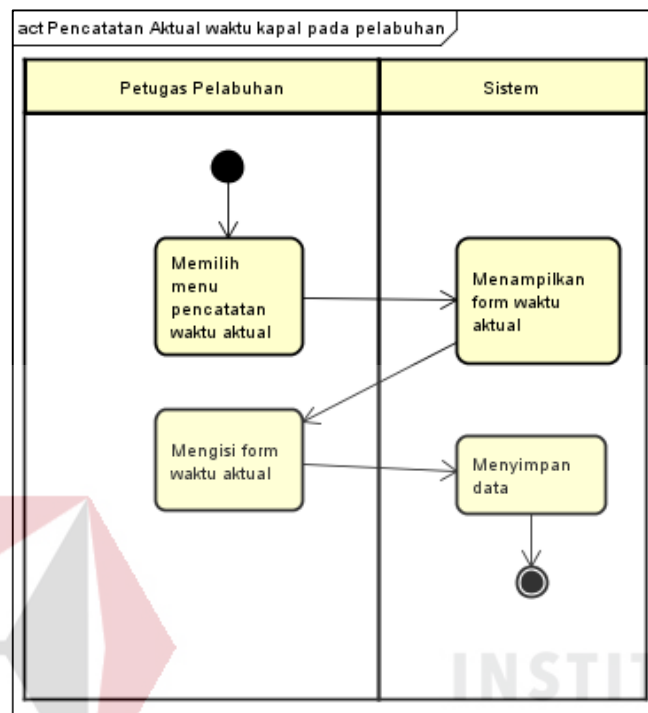 act Pencatatan Aktual waktu kapal pada pelabuhan
Petugas Pelabuhan
Sistem
Memilih
menu
pencatatan
waktu aktual
Menampilkan
form waktu
aktual
Mengisi form
waktu aktual
Menyimpan
data
INSTIT